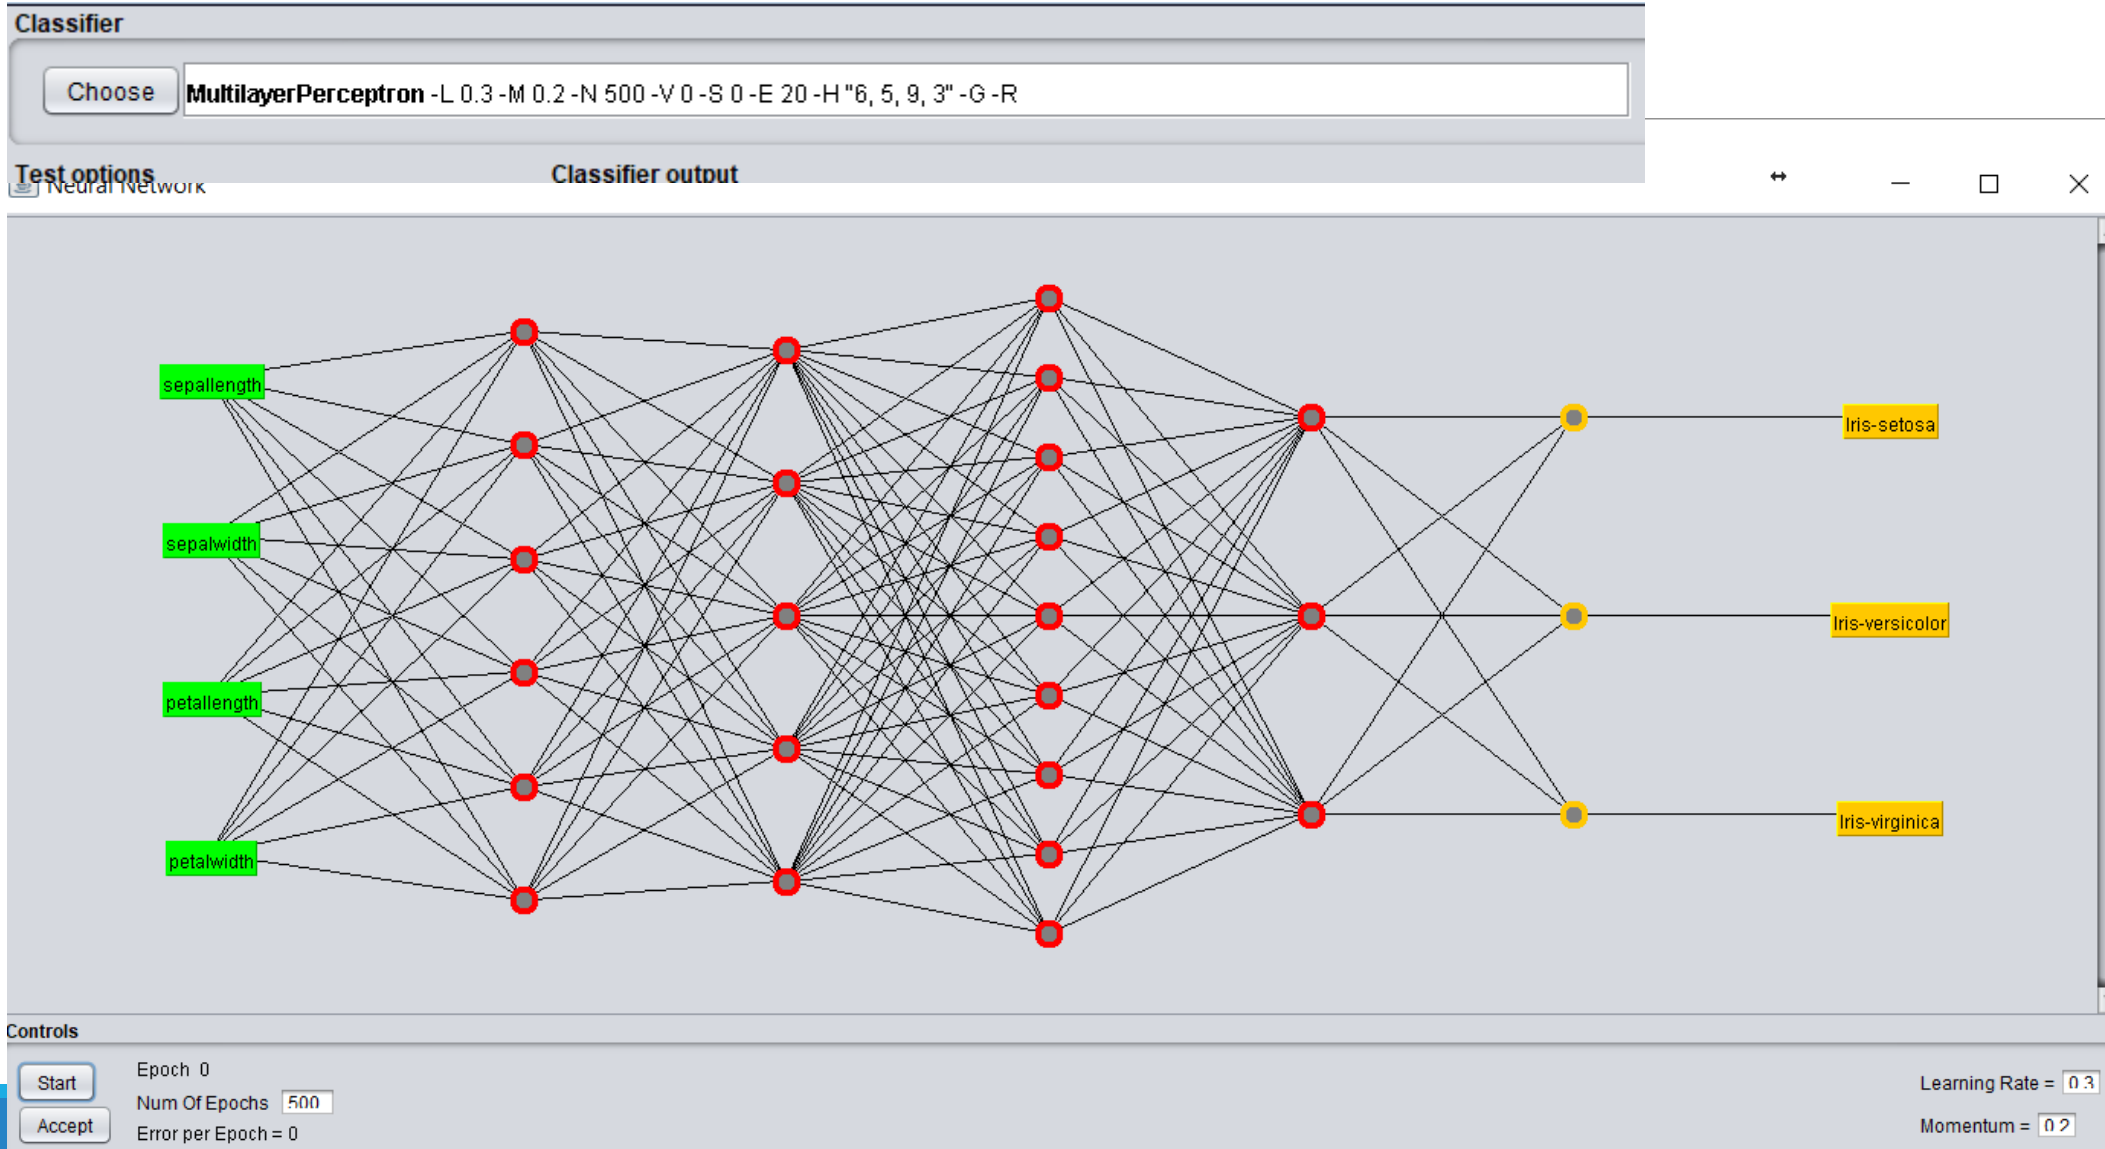 Classifier
Choose MultilayerPerceptron -L 0.3 -M 0.2 -N 500 -V 0 -S 0 -E 20 -H "6, 5, 9, 3" -G -R
Test options Classifier output
Neural Network
sepallength
Iris-setosa
sepalwidth
Iris-versicolor
petallength
Iris-virginica
petalwidth
Controls
Start
Epoch 0
Learning Rate = 0.3
Num Of Epochs 500
Accept
Momentum = 0.2
Error per Epoch = 0